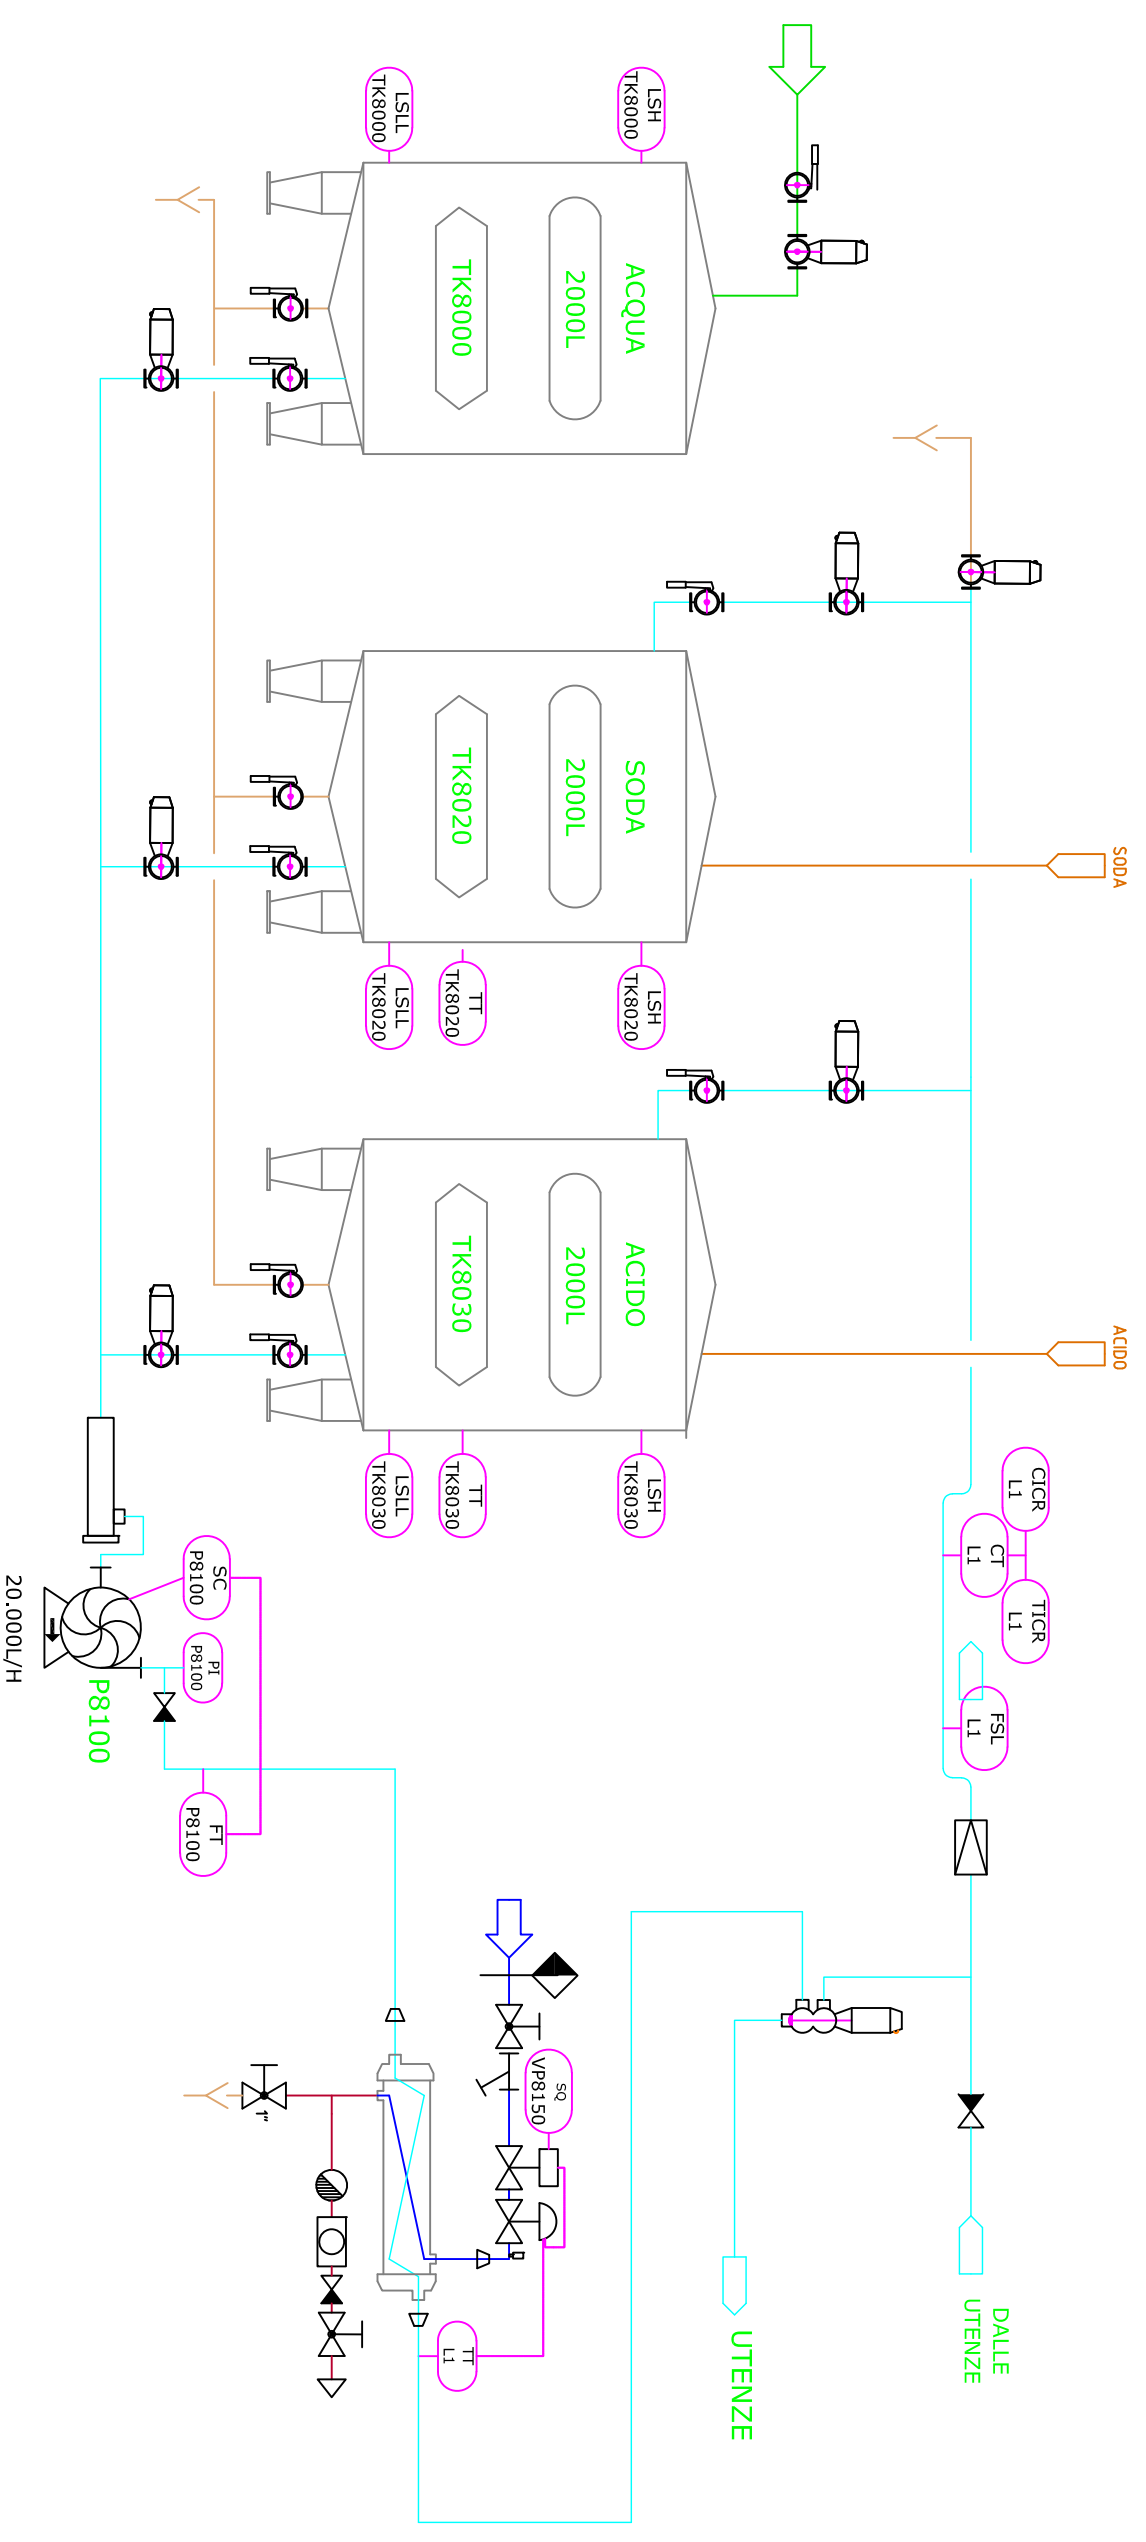 SODA
ACIDO
CICR
L1
TICR
L1
CT
L1
FSL
L1
DALLE
UTENZE
UTENZE
LSH
TK8000
LSLL
TK8000
ACQUA
2000L
TK8000
SODA
2000L
TK8020
LSH
TK8020
TT
TK8020
LSLL
TK8020
ACIDO
2000L
TK8030
LSH
TK8030
TT
TK8030
LSLL
TK8030
SQ
VP8150
TT
L1
1"
SC
P8100
PI
P8100
FT
P8100
P8100
20.000L/H